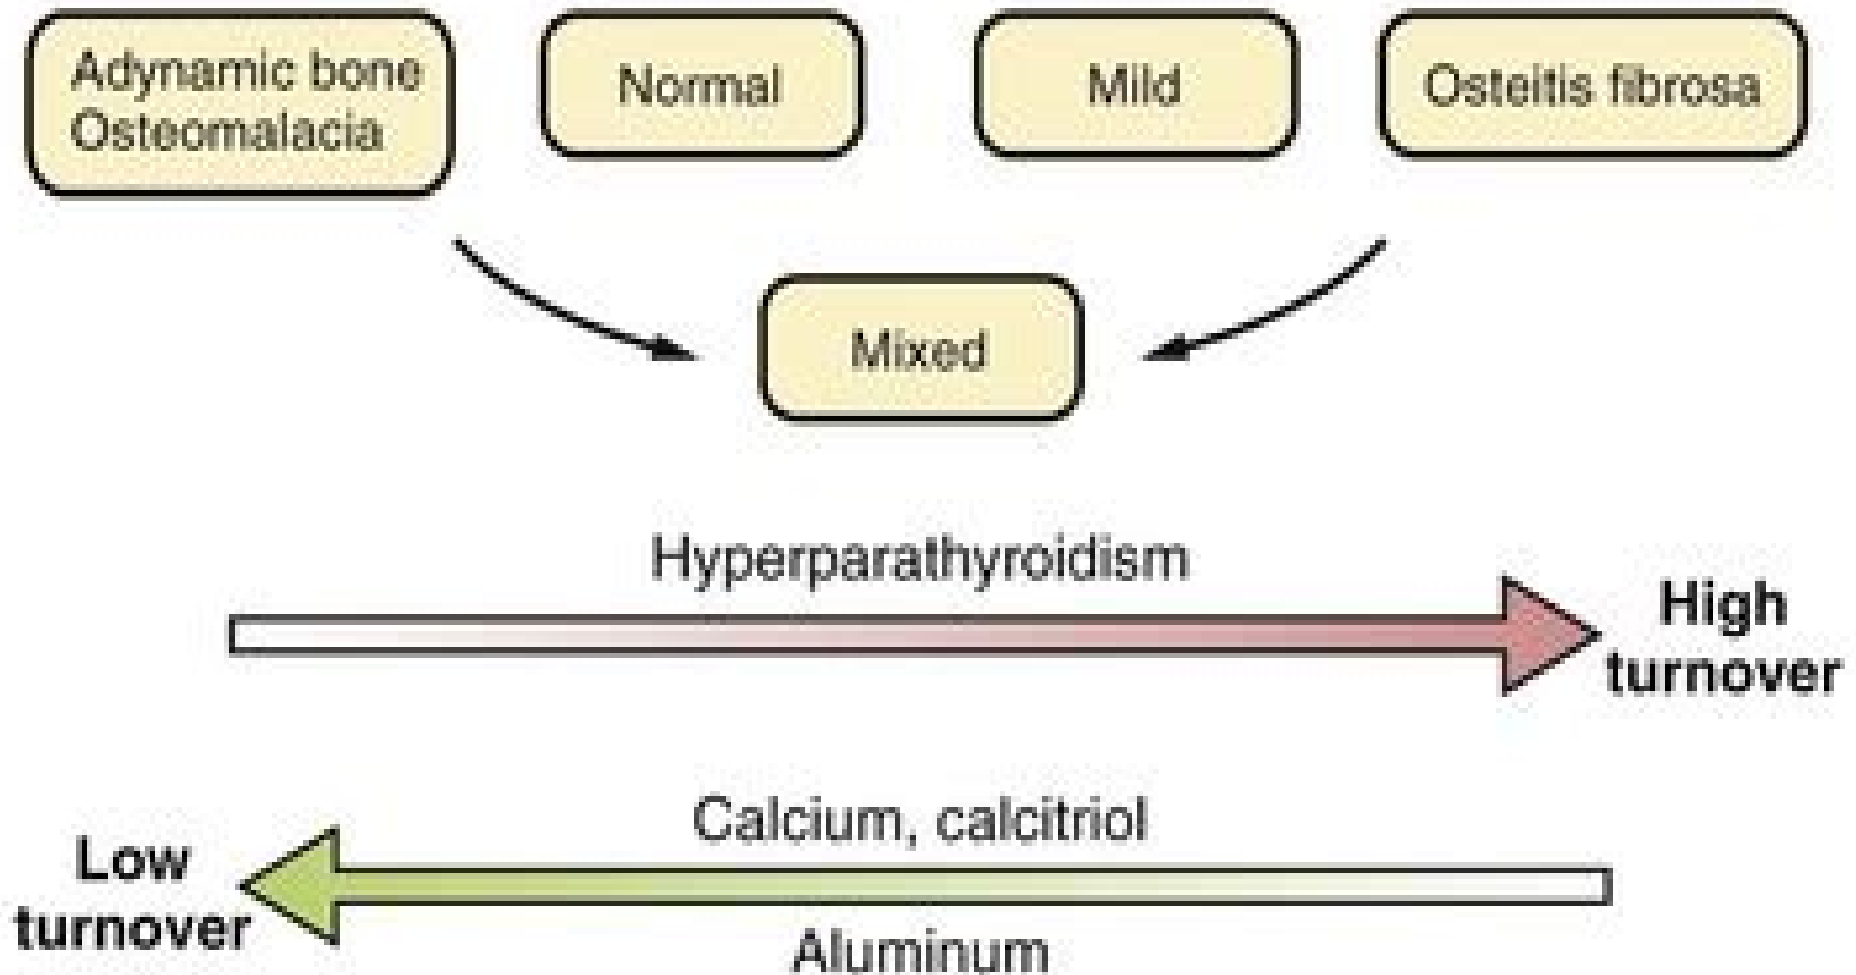 Adynamic bone
Osteomalacia
Normal
Mild
Osteitis fibrosa
Mixed
Hyperparathyroidism
High
turnover
Calcium, calcitriol
Low
turnover
Aluminum